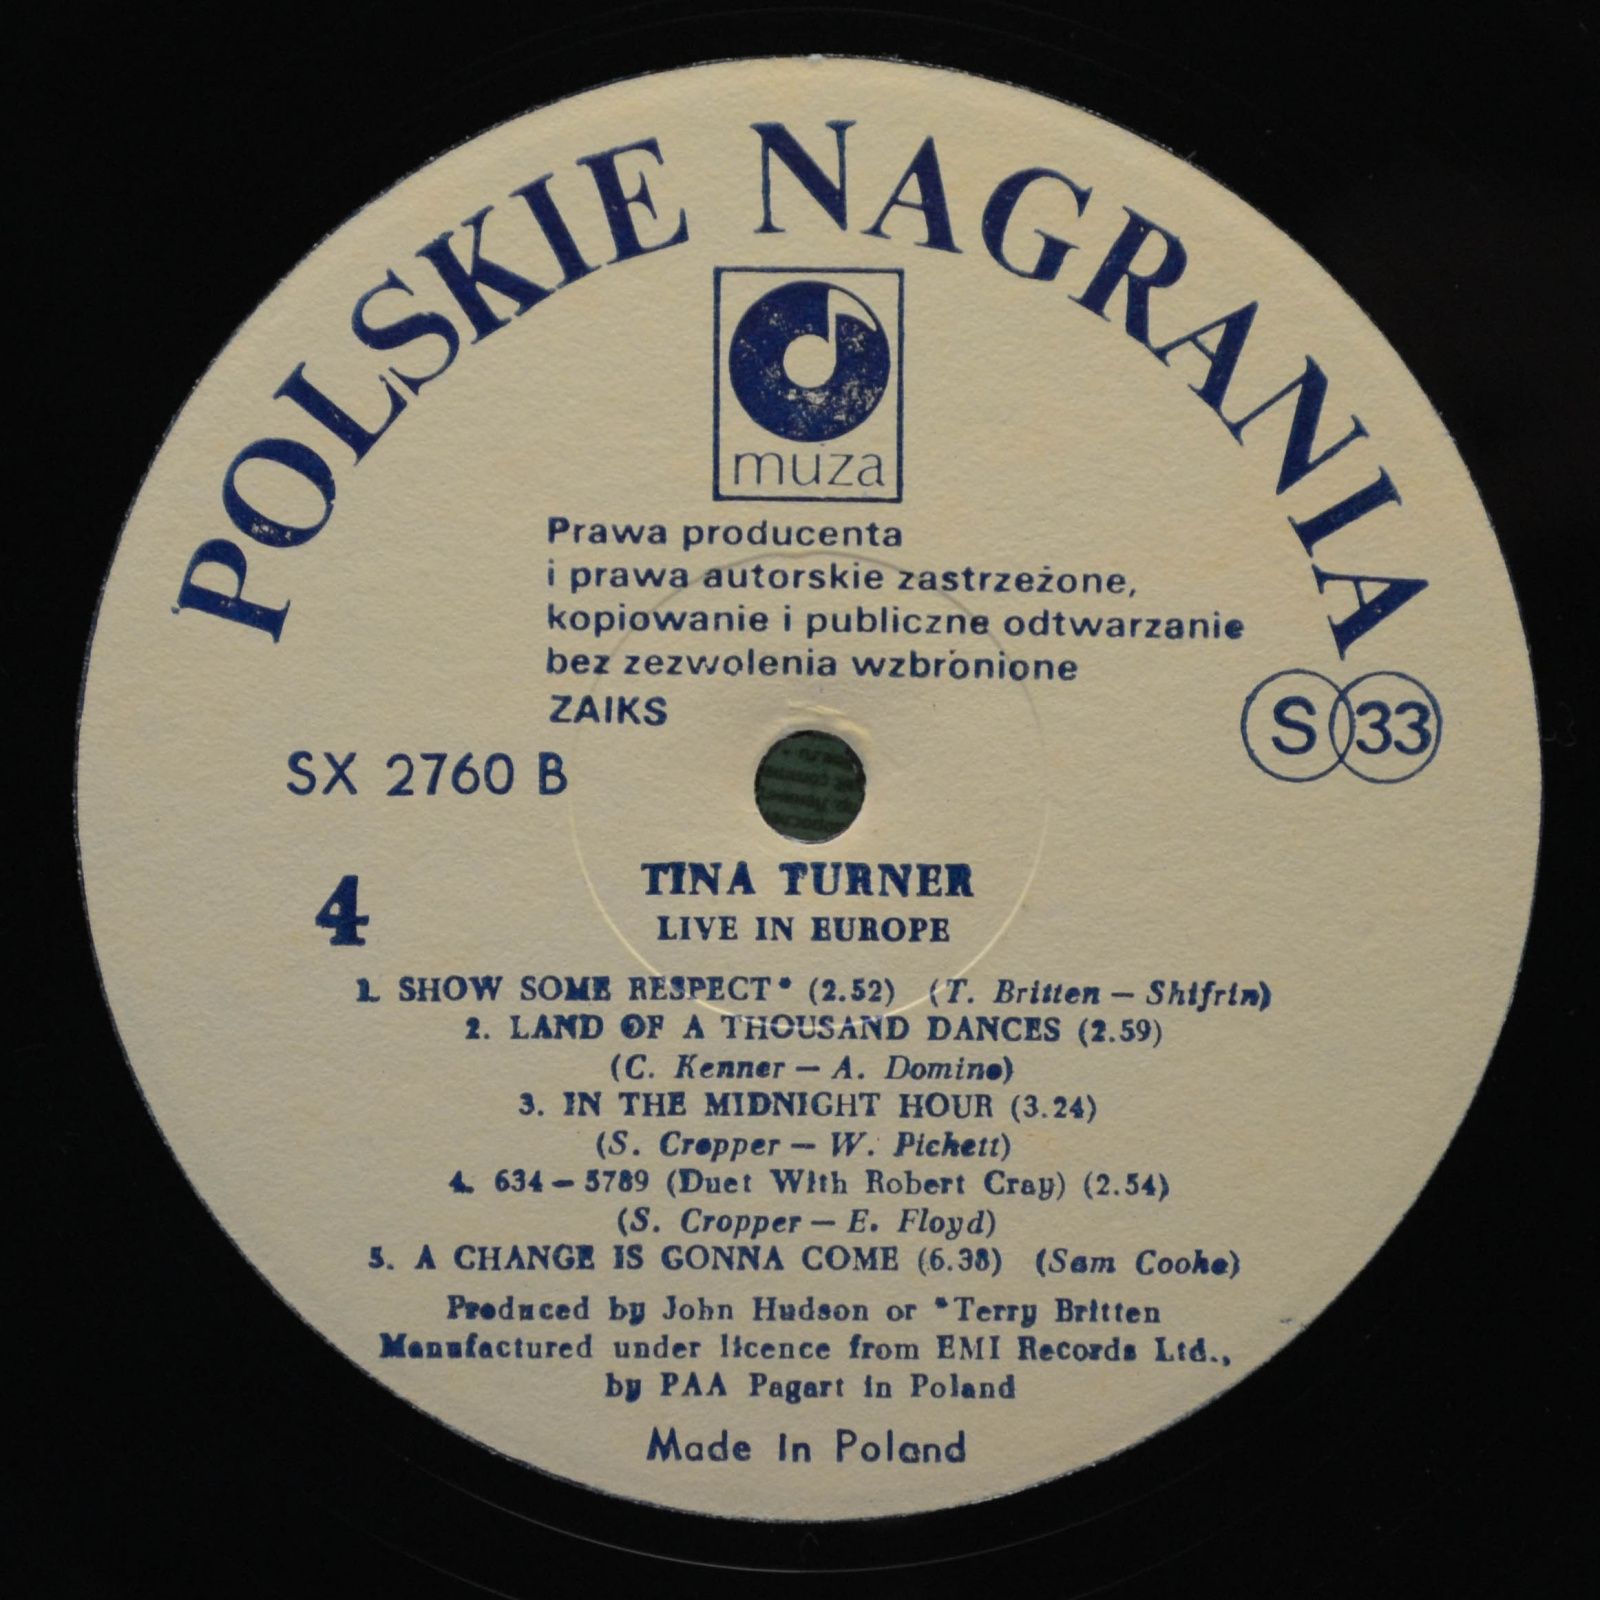 POLSKIE NAGRANIA
muza
Prawa producenta
i prawa autorskie zastrzeżone,
kopiowanie i publiczne odtwarzanie
bez zezwolenia wzbronione
ZAIKS
S 33
SX 2760 B
4
TINA TURNER
LIVE IN EUROPE
1. SHOW SOME RESPECT* (2.52) (T. Britten – Shifrin)
2. LAND OF A THOUSAND DANCES (2.59)
(C. Kenner – A. Domino)
3. IN THE MIDNIGHT HOUR (3.24)
(S. Cropper – W. Pichett)
4. 634–5789 (Duet With Robert Cray) (2.54)
(S. Cropper – E. Floyd)
5. A CHANGE IS GONNA COME (6.38) (Sam Cooke)
Produced by John Hudson or *Terry Britten
Manufactured under licence from EMI Records Ltd.,
by PAA Pagart in Poland
Made in Poland